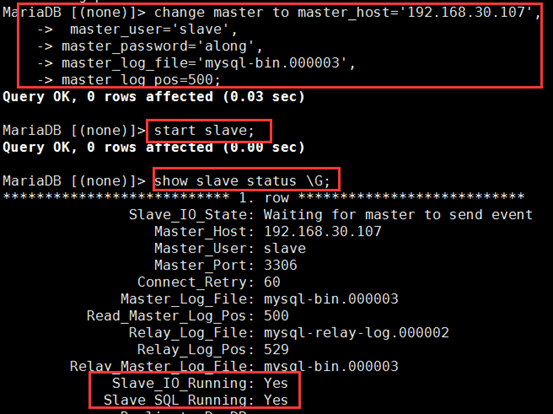 MariaDB [(none)]> change master to master_host='192.168.30.107',
-> master_user='slave',
-> master_password='along',
-> master_log_file='mysql-bin.000003',
-> master_log_pos=500;
Query OK, 0 rows affected (0.03 sec)
MariaDB [(none)]> start slave;
Query OK, 0 rows affected (0.00 sec)
MariaDB [(none)]> show slave status \G;
*************************** 1. row ***************************
Slave_IO_State: Waiting for master to send event
Master_Host: 192.168.30.107
Master_User: slave
Master_Port: 3306
Connect_Retry: 60
Master_Log_File: mysql-bin.000003
Read_Master_Log_Pos: 500
Relay_Log_File: mysql-relay-log.000002
Relay_Log_Pos: 529
Relay_Master_Log_File: mysql-bin.000003
Slave_IO_Running: Yes
Slave_SQL_Running: Yes